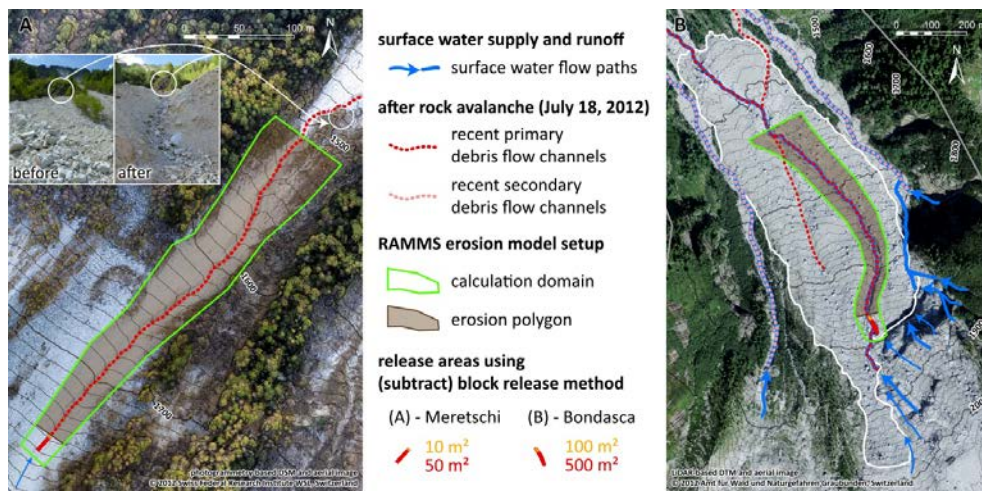 A
0 50 100 m
N
before
after
1500
1600
1700
photogrammetry based DSM and aerial image
© 2012 Swiss Federal Research Institute WSL, Switzerland
surface water supply and runoff
surface water flow paths
after rock avalanche (July 18, 2012)
recent primary
debris flow channels
recent secondary
debris flow channels
RAMMS erosion model setup
calculation domain
erosion polygon
release areas using
(subtract) block release method
(A) - Meretschi
(B) - Bondasca
10 m²
100 m²
50 m²
500 m²
B
0 100 200 m
N
1500
1700
LiDAR based DTM and aerial image
© 2012 Amt für Wald und Naturgefahren Graubünden, Switzerland